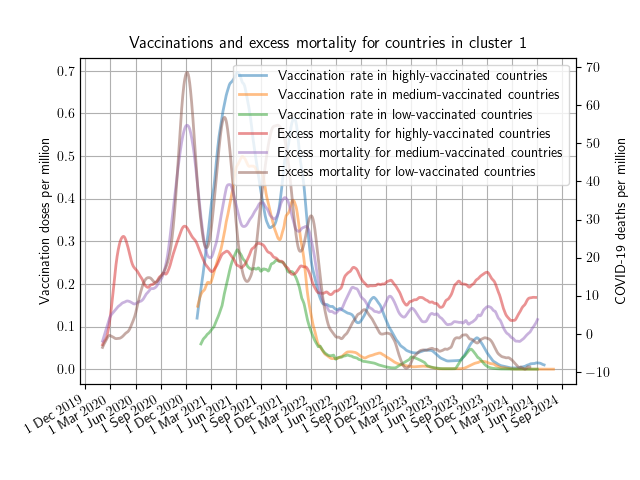 Vaccinations and excess mortality for countries in cluster 1
Vaccination rate in highly-vaccinated countries
Vaccination rate in medium-vaccinated countries
Vaccination rate in low-vaccinated countries
Excess mortality for highly-vaccinated countries
Excess mortality for medium-vaccinated countries
Excess mortality for low-vaccinated countries
Vaccination doses per million
0.7
0.6
0.5
0.4
0.3
0.2
0.1
0.0
COVID-19 deaths per million
70
60
50
40
30
20
10
0
−10
1 Dec 2019
1 Mar 2020
1 Jun 2020
1 Sep 2020
1 Dec 2020
1 Mar 2021
1 Jun 2021
1 Sep 2021
1 Dec 2021
1 Mar 2022
1 Jun 2022
1 Sep 2022
1 Dec 2022
1 Mar 2023
1 Jun 2023
1 Sep 2023
1 Dec 2023
1 Mar 2024
1 Jun 2024
1 Sep 2024